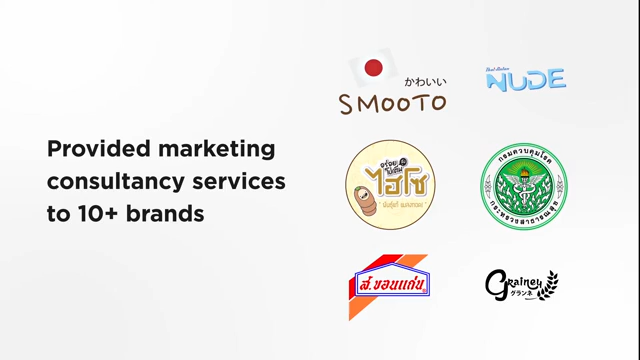 Provided marketing
consultancy services
to 10+ brands
かわいい
SMOOTO
NUDE
ไฮโซ
กรมควบคุมโรค
กระทรวงสาธารณสุข
ส.ขอนแก่น
Grainey
グランネ